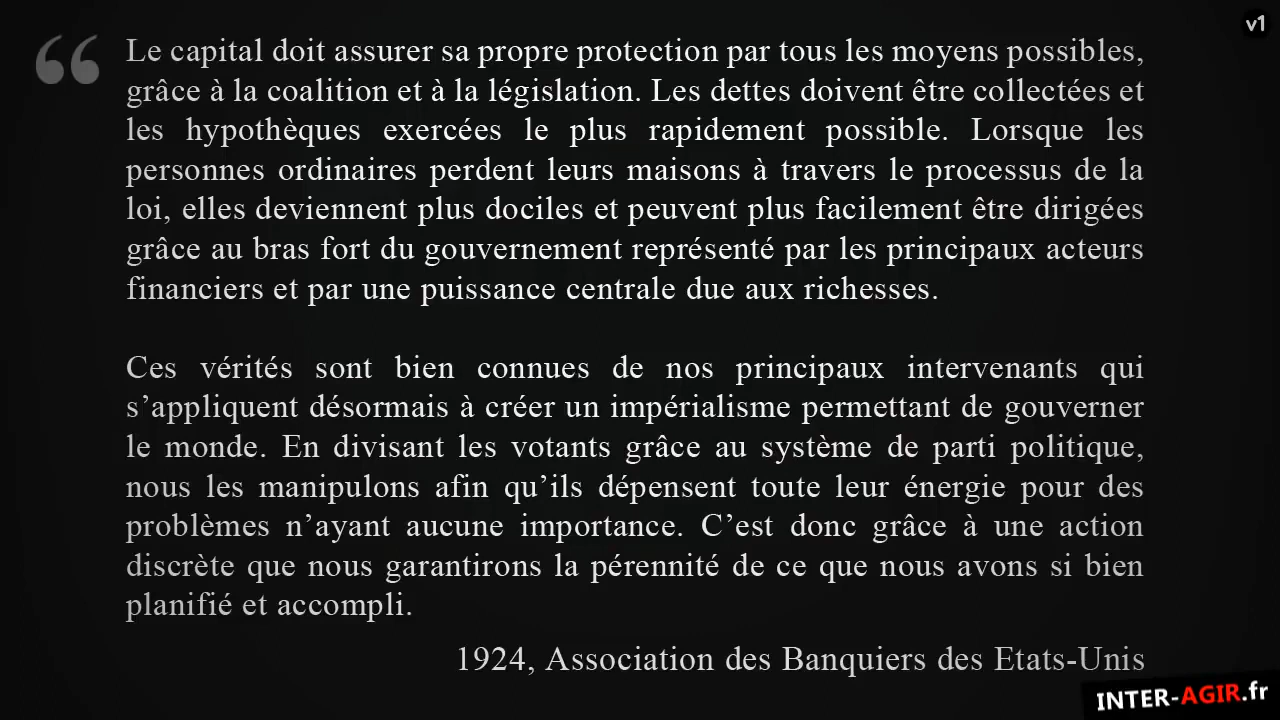 v1
“
Le capital doit assurer sa propre protection par tous les moyens possibles,
grâce à la coalition et à la législation. Les dettes doivent être collectées et
les hypothèques exercées le plus rapidement possible. Lorsque les
personnes ordinaires perdent leurs maisons à travers le processus de la
loi, elles deviennent plus dociles et peuvent plus facilement être dirigées
grâce au bras fort du gouvernement représenté par les principaux acteurs
financiers et par une puissance centrale due aux richesses.
Ces vérités sont bien connues de nos principaux intervenants qui
s’appliquent désormais à créer un impérialisme permettant de gouverner
le monde. En divisant les votants grâce au système de parti politique,
nous les manipulons afin qu’ils dépensent toute leur énergie pour des
problèmes n’ayant aucune importance. C’est donc grâce à une action
discrète que nous garantirons la pérennité de ce que nous avons si bien
planifié et accompli.
1924, Association des Banquiers des Etats-Unis
INTER-AGIR.fr